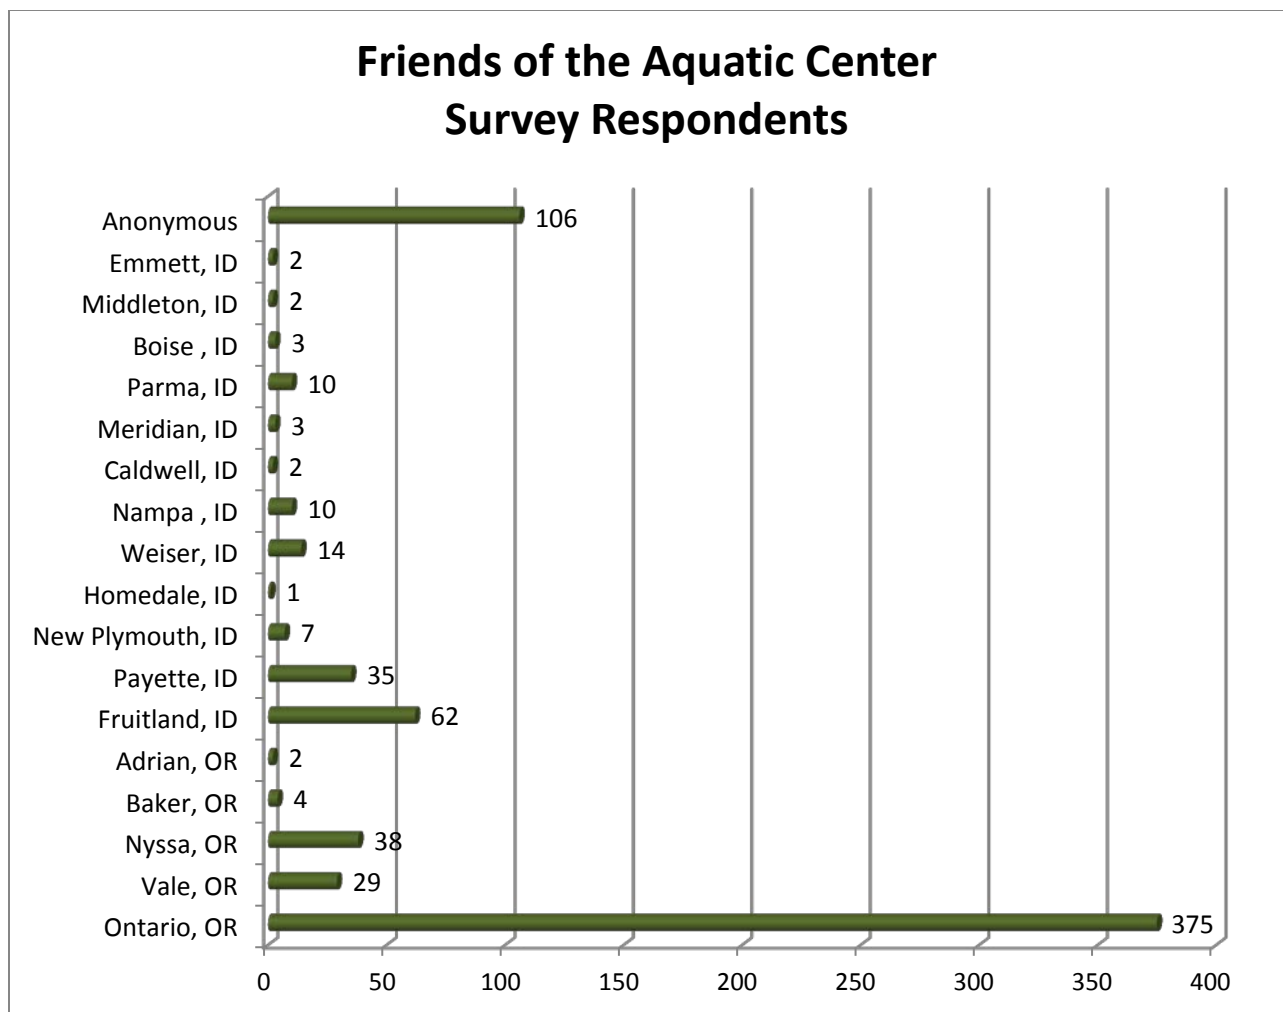 Friends of the Aquatic Center
Survey Respondents
Anonymous 106
Emmett, ID 2
Middleton, ID 2
Boise , ID 3
Parma, ID 10
Meridian, ID 3
Caldwell, ID 2
Nampa , ID 10
Weiser, ID 14
Homedale, ID 1
New Plymouth, ID 7
Payette, ID 35
Fruitland, ID 62
Adrian, OR 2
Baker, OR 4
Nyssa, OR 38
Vale, OR 29
Ontario, OR 375
0 50 100 150 200 250 300 350 400